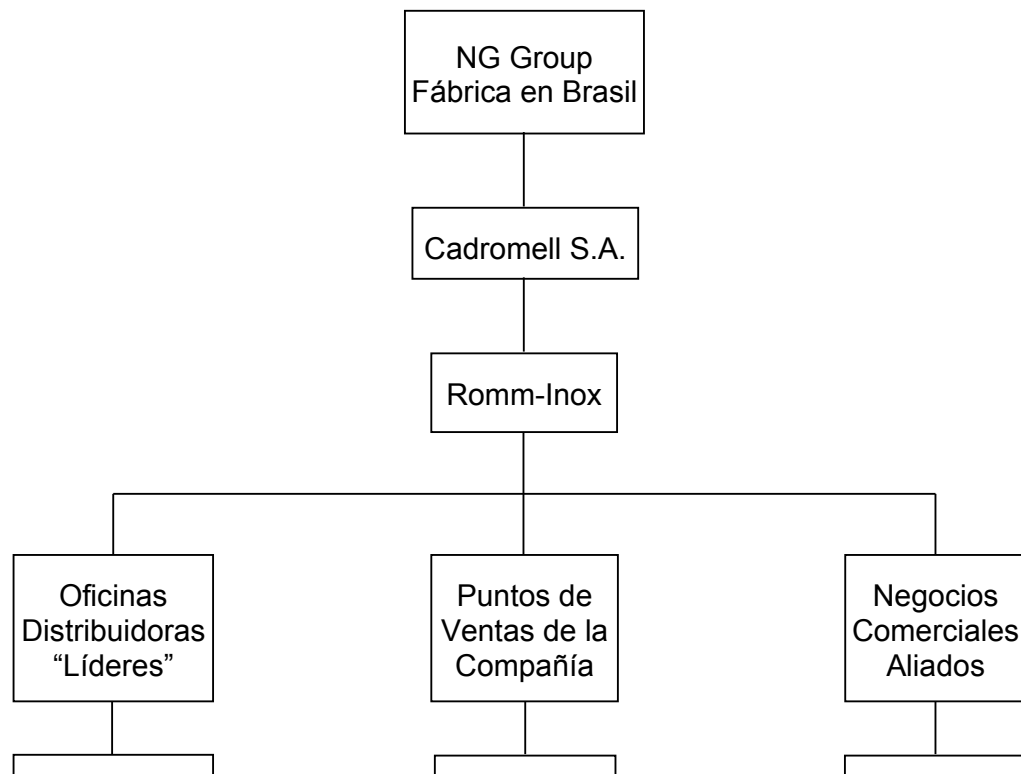 NG Group
Fábrica en Brasil
Cadromell S.A.
Romm-Inox
Oficinas
Distribuidoras
“Líderes”
Puntos de
Ventas de la
Compañía
Negocios
Comerciales
Aliados